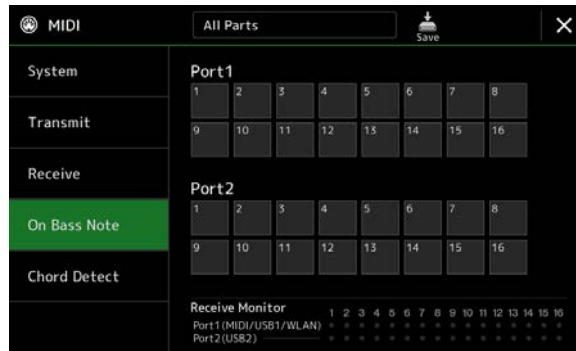 MIDI
All Parts
Save
System
Transmit
Receive
On Bass Note
Chord Detect
Port1
1 2 3 4 5 6 7 8
9 10 11 12 13 14 15 16
Port2
1 2 3 4 5 6 7 8
9 10 11 12 13 14 15 16
Receive Monitor 1 2 3 4 5 6 7 8 9 10 11 12 13 14 15 16
Port1(MIDI/USB1/WLAN)
Port2(USB2)